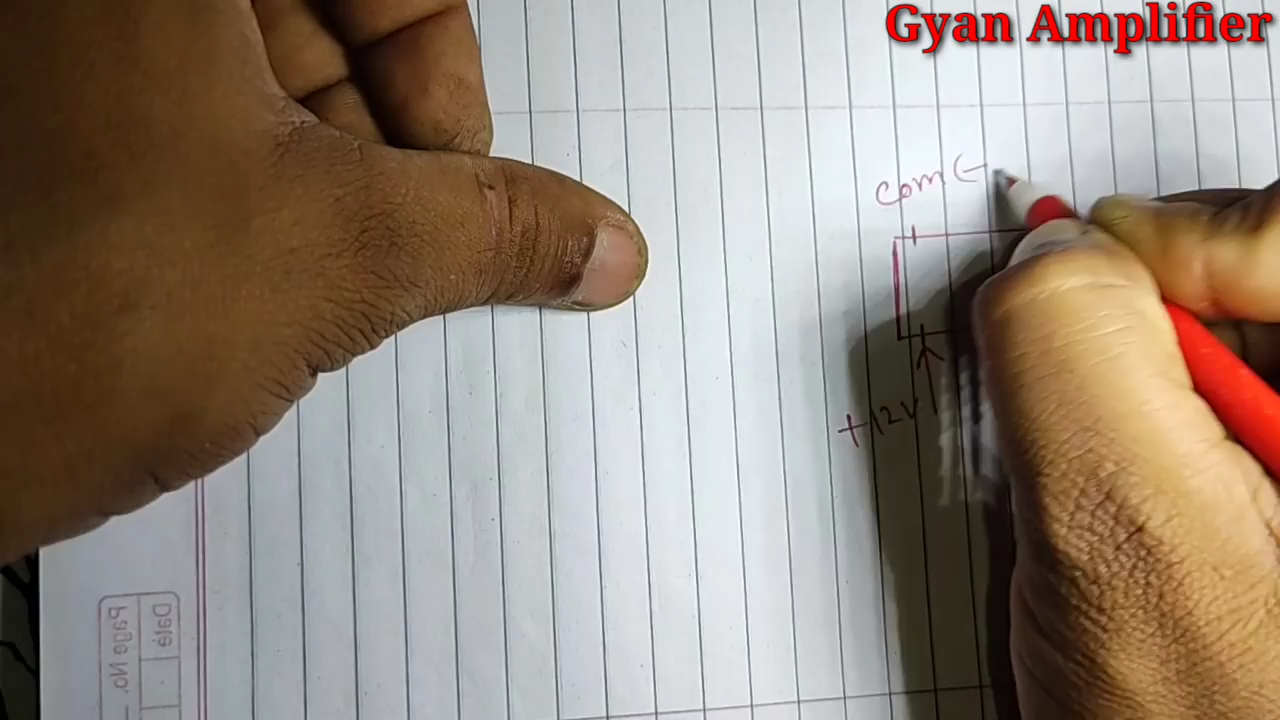 Gyan Amplifier
com (-
+12V
Date
Page No.